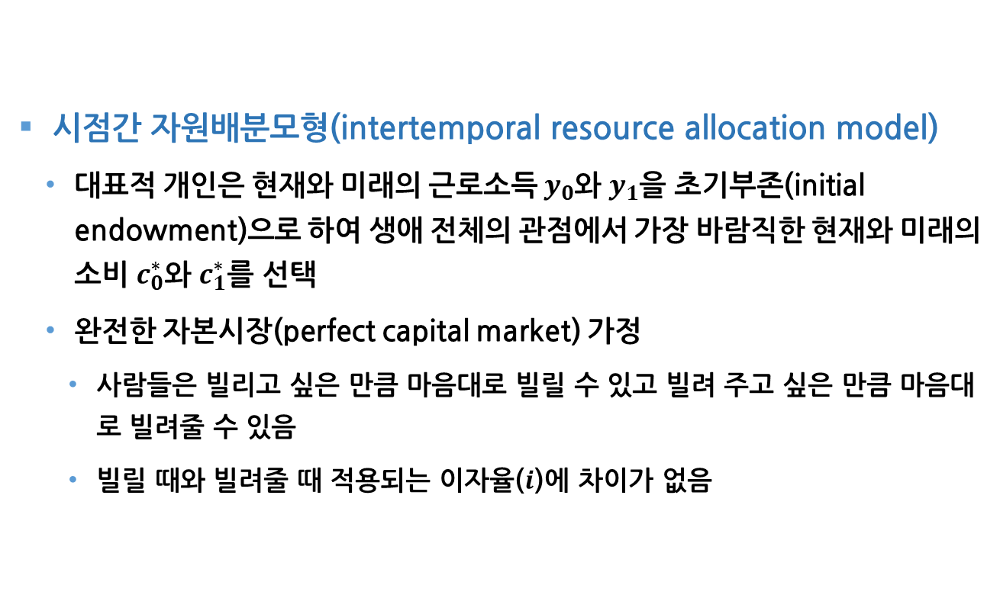 ▪ 시점간 자원배분모형(intertemporal resource allocation model)
• 대표적 개인은 현재와 미래의 근로소득 y₀와 y₁을 초기부존(initial
endowment)으로 하여 생애 전체의 관점에서 가장 바람직한 현재와 미래의
소비 c₀*와 c₁*를 선택
• 완전한 자본시장(perfect capital market) 가정
• 사람들은 빌리고 싶은 만큼 마음대로 빌릴 수 있고 빌려 주고 싶은 만큼 마음대
로 빌려줄 수 있음
• 빌릴 때와 빌려줄 때 적용되는 이자율(i)에 차이가 없음